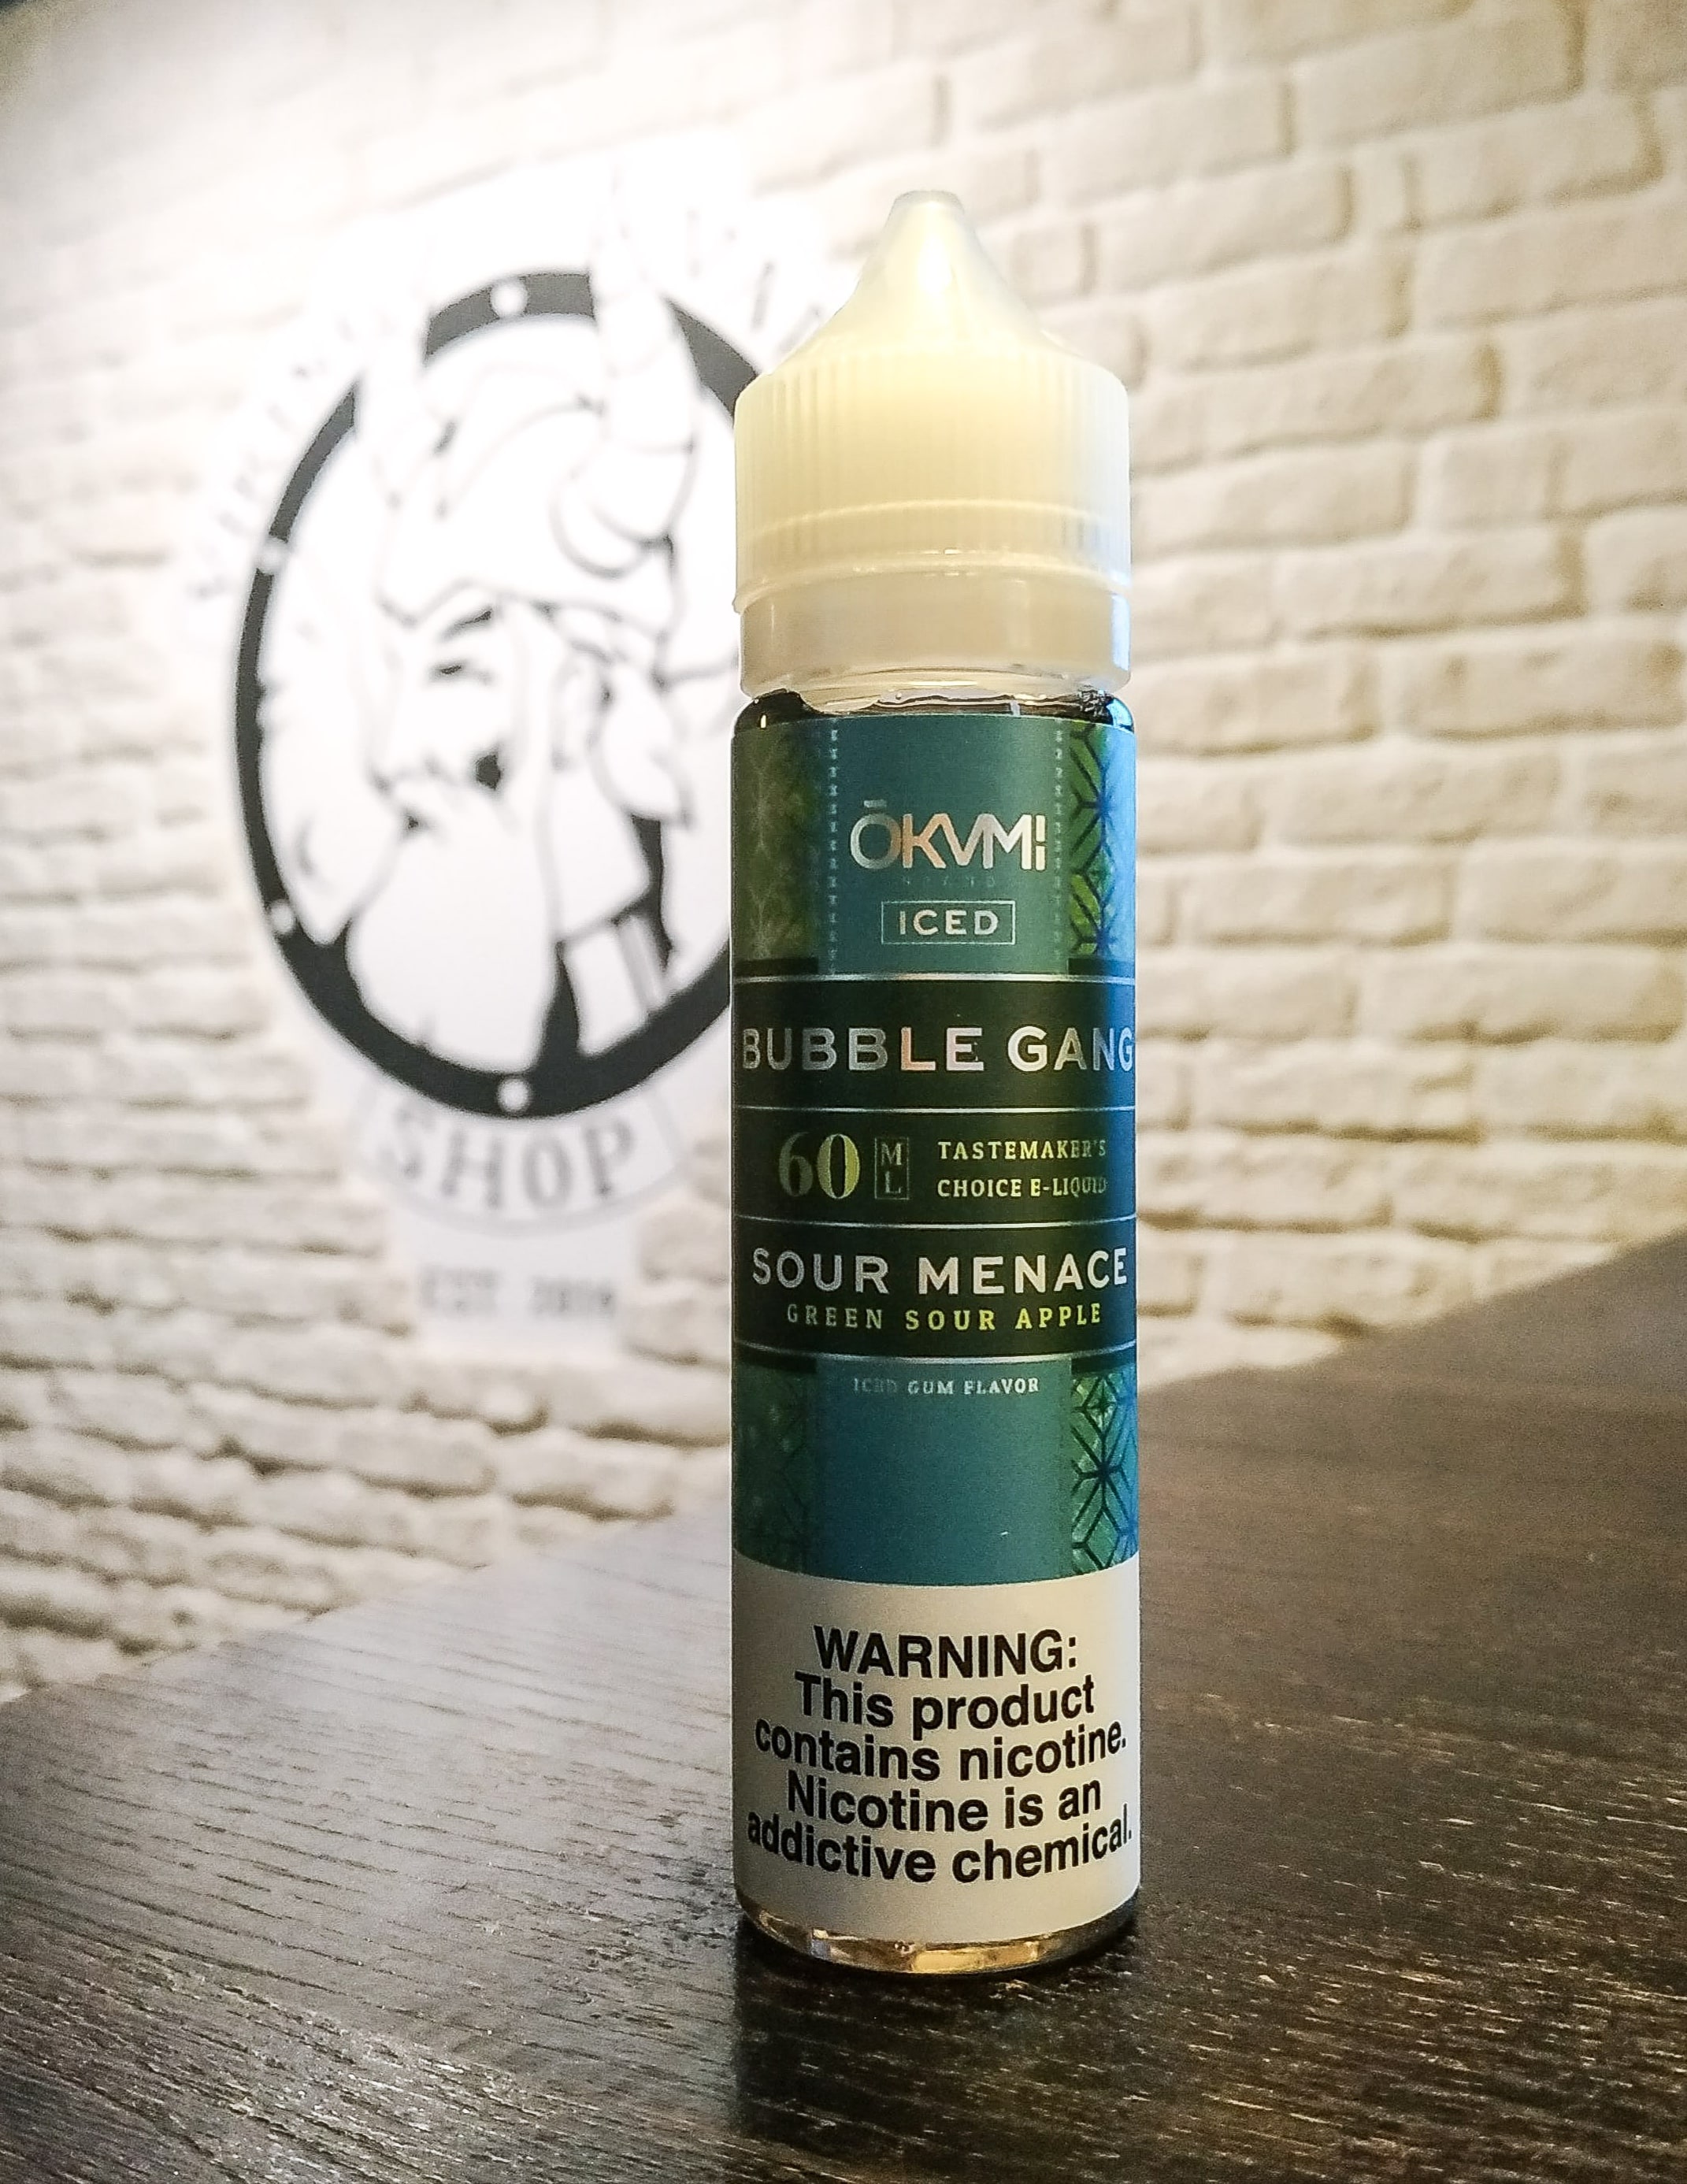 ŌKVMI
ICED
BUBBLE GANG
60 ML
TASTEMAKER'S
CHOICE E-LIQUID
SOUR MENACE
GREEN SOUR APPLE
ICED GUM FLAVOR
WARNING:
This product
contains nicotine.
Nicotine is an
addictive chemical.
SHOP